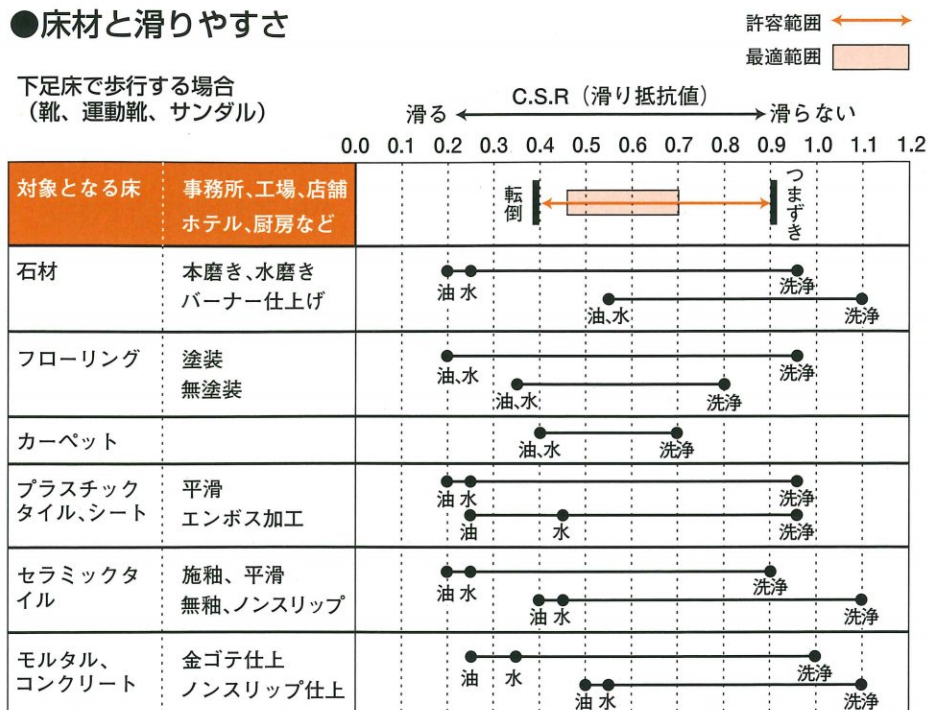 ●床材と滑りやすさ
許容範囲
最適範囲
下足床で歩行する場合
（靴、運動靴、サンダル）
C.S.R（滑り抵抗値）
滑る
滑らない
0.0 0.1 0.2 0.3 0.4 0.5 0.6 0.7 0.8 0.9 1.0 1.1 1.2
対象となる床
事務所、工場、店舗
ホテル、厨房など
転倒
つまずき
石材
本磨き、水磨き
油 水 洗浄
バーナー仕上げ
油、水 洗浄
フローリング
塗装
油、水 洗浄
無塗装
油、水 洗浄
カーペット
油、水 洗浄
プラスチック
タイル、シート
平滑
油 水 洗浄
エンボス加工
油 水 洗浄
セラミックタ
イル
施釉、平滑
油 水 洗浄
無釉、ノンスリップ
油 水 洗浄
モルタル、
コンクリート
金ゴテ仕上
油 水 洗浄
ノンスリップ仕上
油 水 洗浄